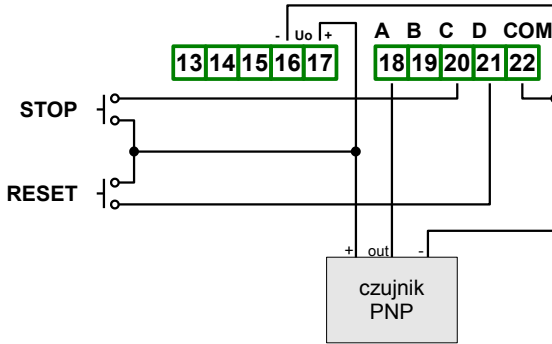 - Uo + A B C D COM
13 14 15 16 17 18 19 20 21 22
STOP
RESET
+ out -
czujnik
PNP